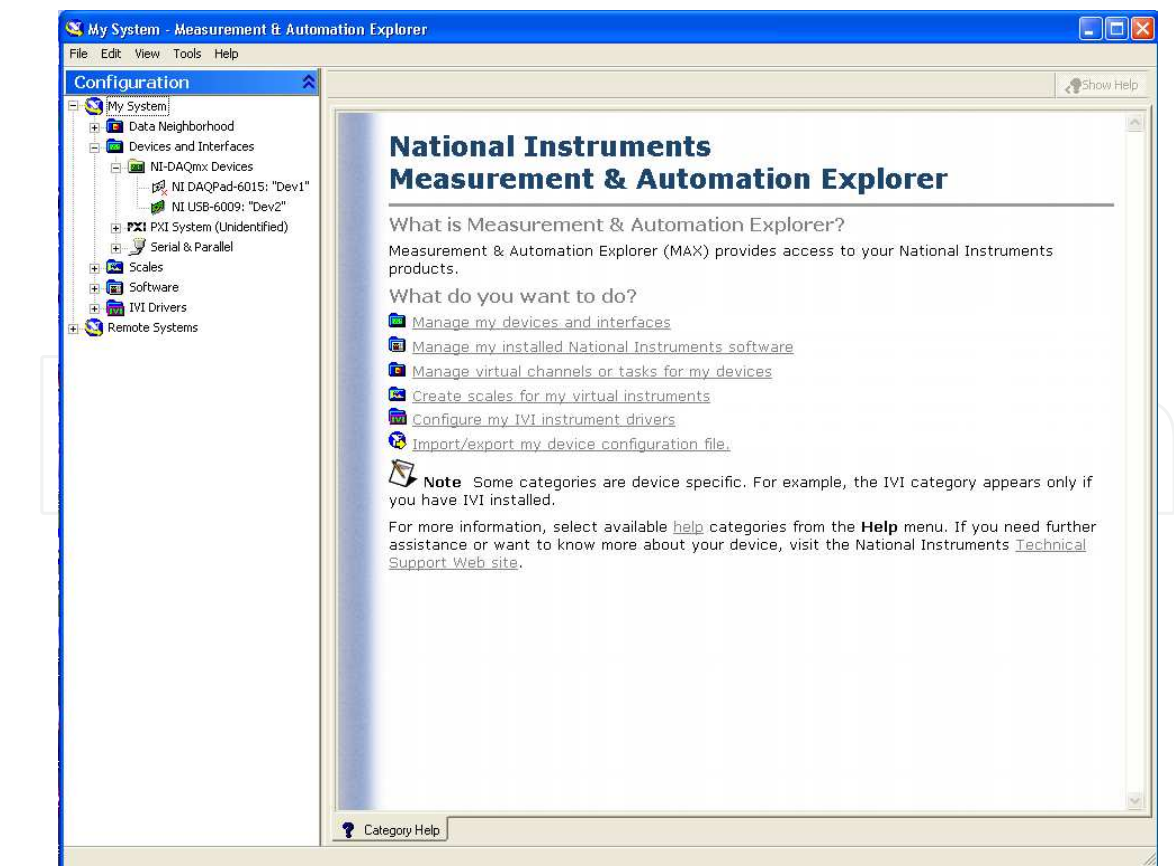 My System - Measurement & Automation Explorer
File Edit View Tools Help
Configuration
Show Help
My System
Data Neighborhood
Devices and Interfaces
NI-DAQmx Devices
NI DAQPad-6015: "Dev1"
NI USB-6009: "Dev2"
PXI PXI System (Unidentified)
Serial & Parallel
Scales
Software
IVI IVI Drivers
Remote Systems
National Instruments
Measurement & Automation Explorer
What is Measurement & Automation Explorer?
Measurement & Automation Explorer (MAX) provides access to your National Instruments
products.
What do you want to do?
Manage my devices and interfaces
Manage my installed National Instruments software
Manage virtual channels or tasks for my devices
Create scales for my virtual instruments
IVI Configure my IVI instrument drivers
Import/export my device configuration file.
Note Some categories are device specific. For example, the IVI category appears only if
you have IVI installed.
For more information, select available help categories from the Help menu. If you need further
assistance or want to know more about your device, visit the National Instruments Technical
Support Web site.
? Category Help